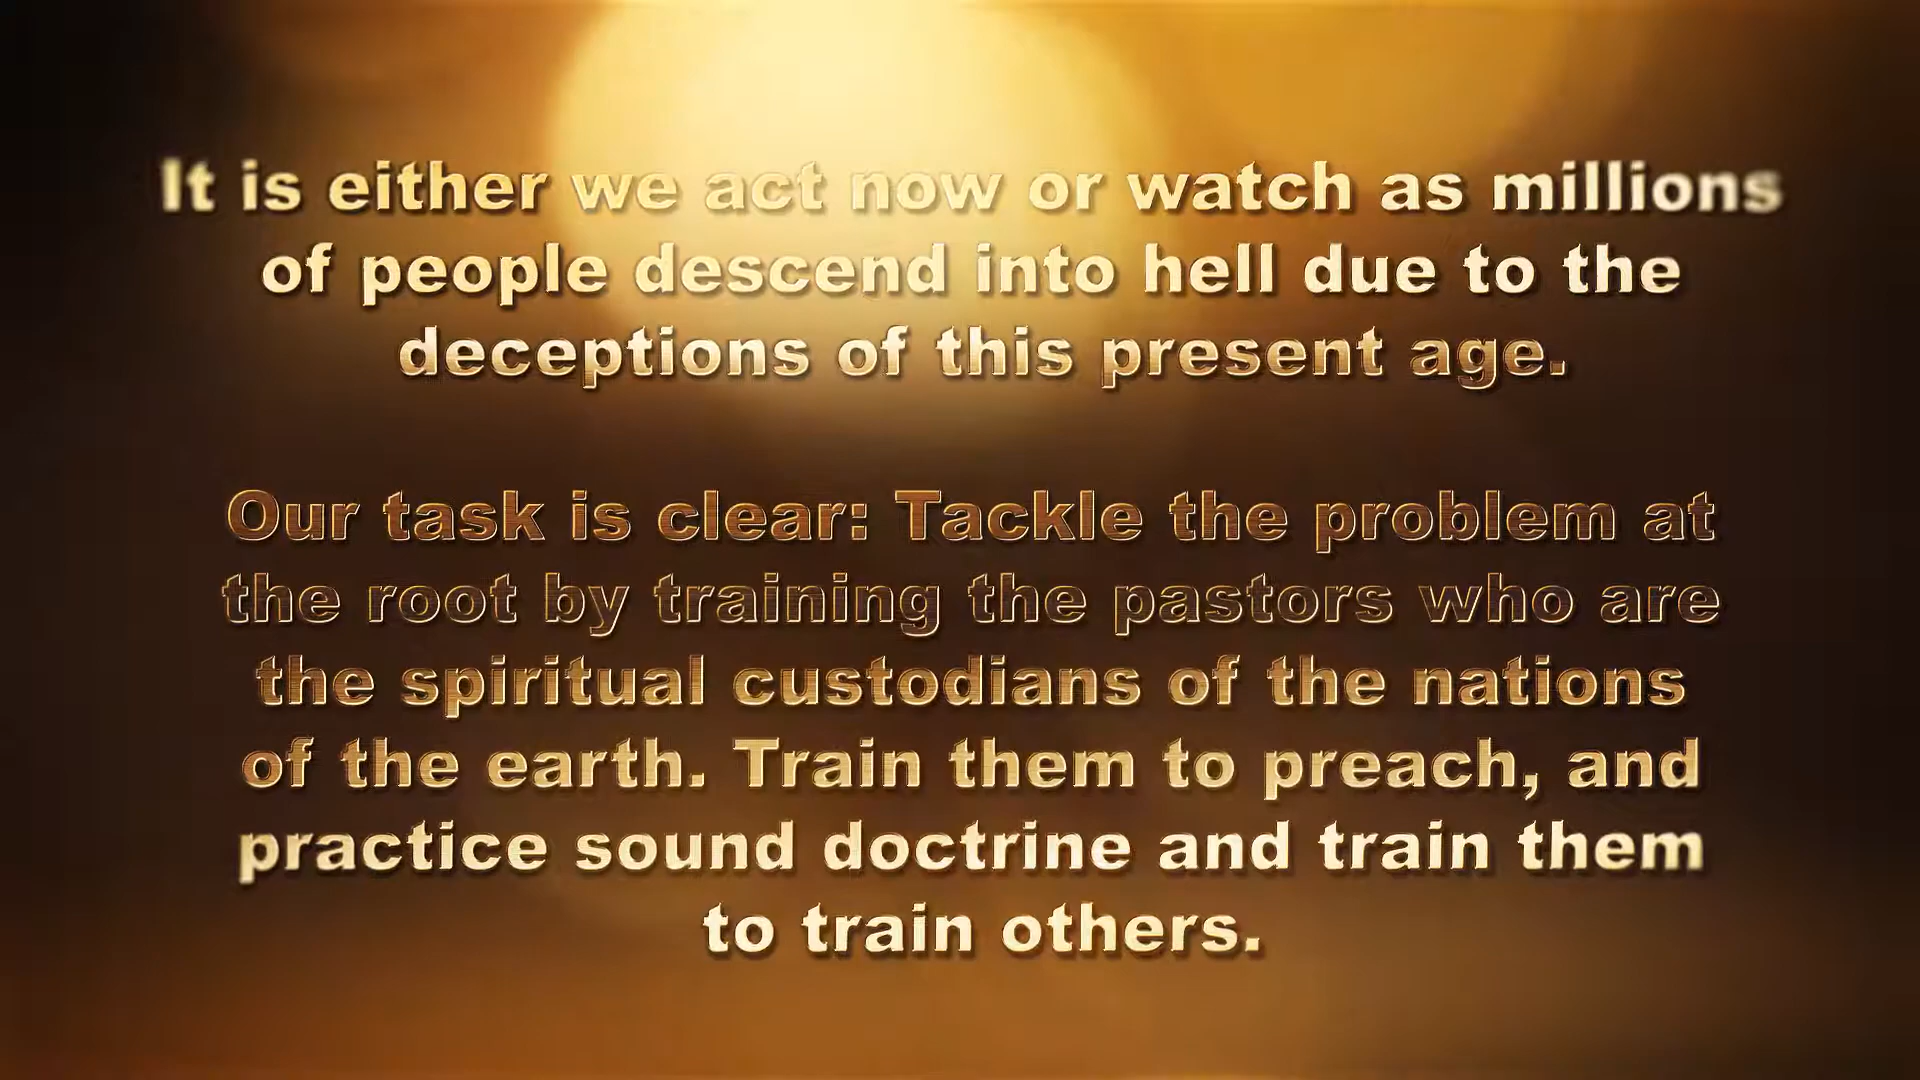 It is either we act now or watch as millions
of people descend into hell due to the
deceptions of this present age.
Our task is clear: Tackle the problem at
the root by training the pastors who are
the spiritual custodians of the nations
of the earth. Train them to preach, and
practice sound doctrine and train them
to train others.